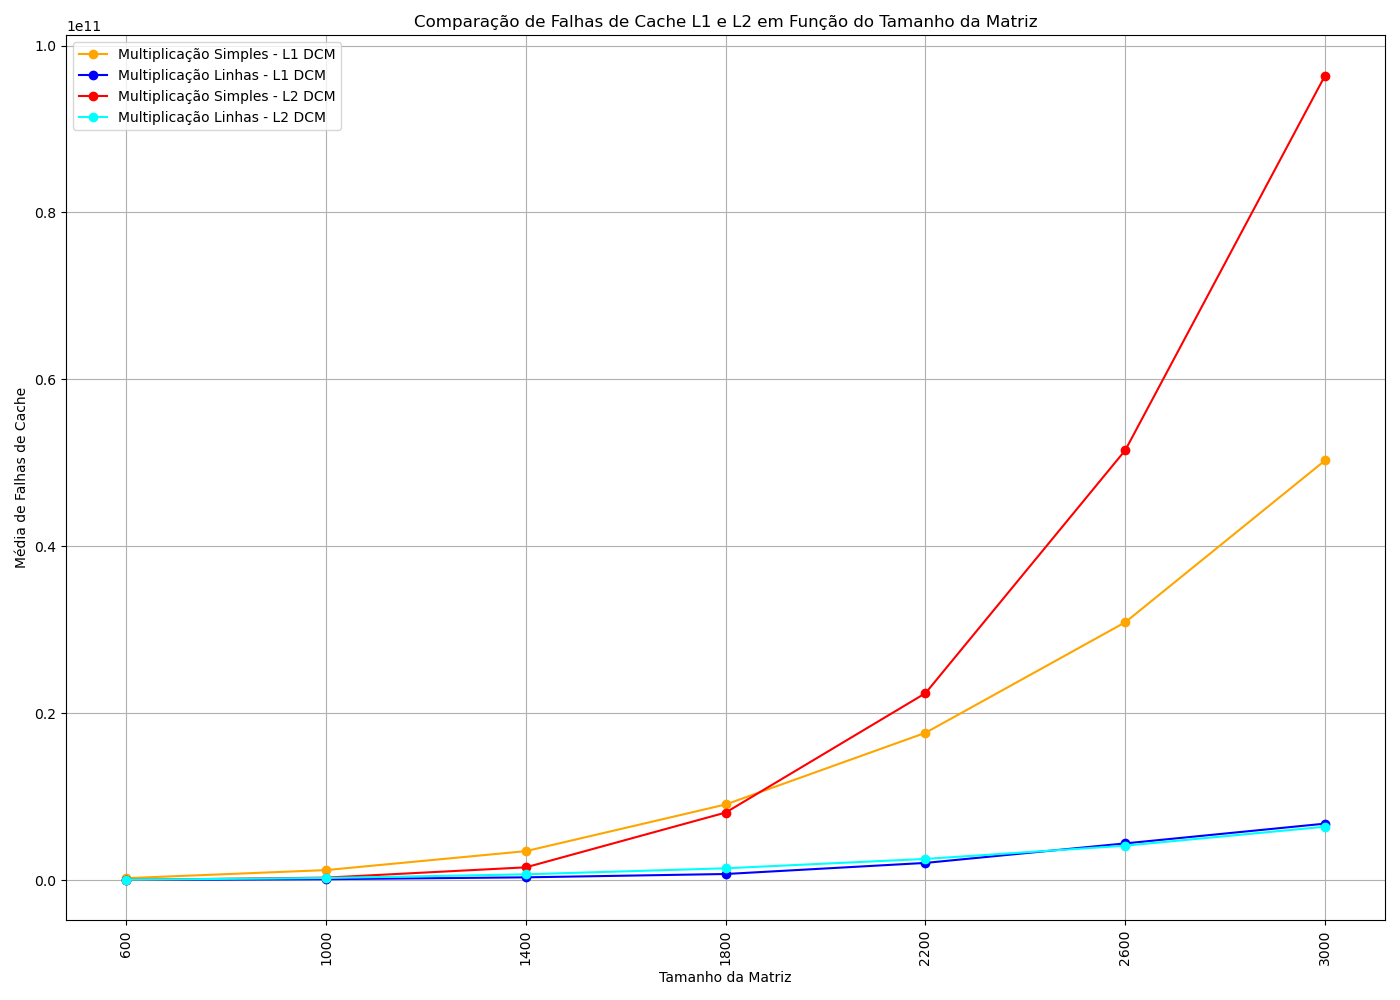 Comparação de Falhas de Cache L1 e L2 em Função do Tamanho da Matriz
1e11
Multiplicação Simples - L1 DCM
Multiplicação Linhas - L1 DCM
Multiplicação Simples - L2 DCM
Multiplicação Linhas - L2 DCM
Média de Falhas de Cache
1.0
0.8
0.6
0.4
0.2
0.0
600
1000
1400
1800
2200
2600
3000
Tamanho da Matriz